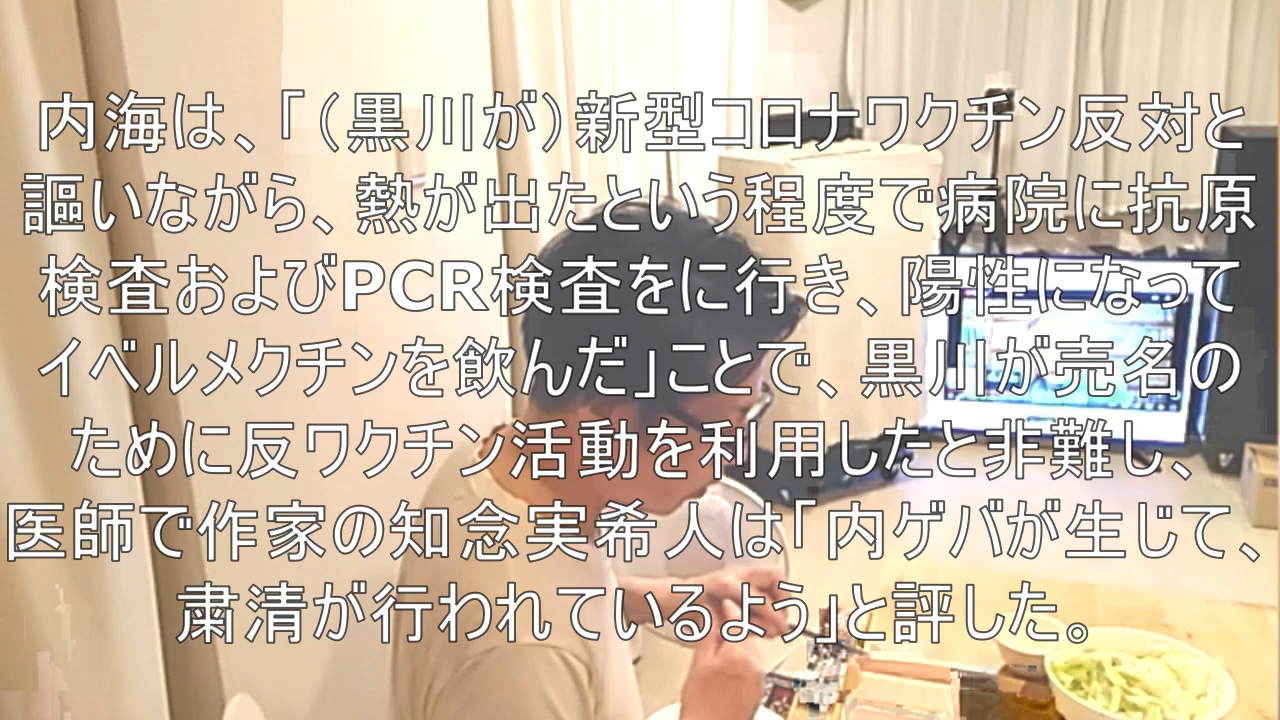 内海は、「（黒川が）新型コロナワクチン反対と
謳いながら、熱が出たという程度で病院に抗原
検査およびPCR検査をに行き、陽性になって
イベルメクチンを飲んだ」ことで、黒川が売名の
ために反ワクチン活動を利用したと非難し、
医師で作家の知念実希人は「内ゲバが生じて、
粛清が行われているよう」と評した。